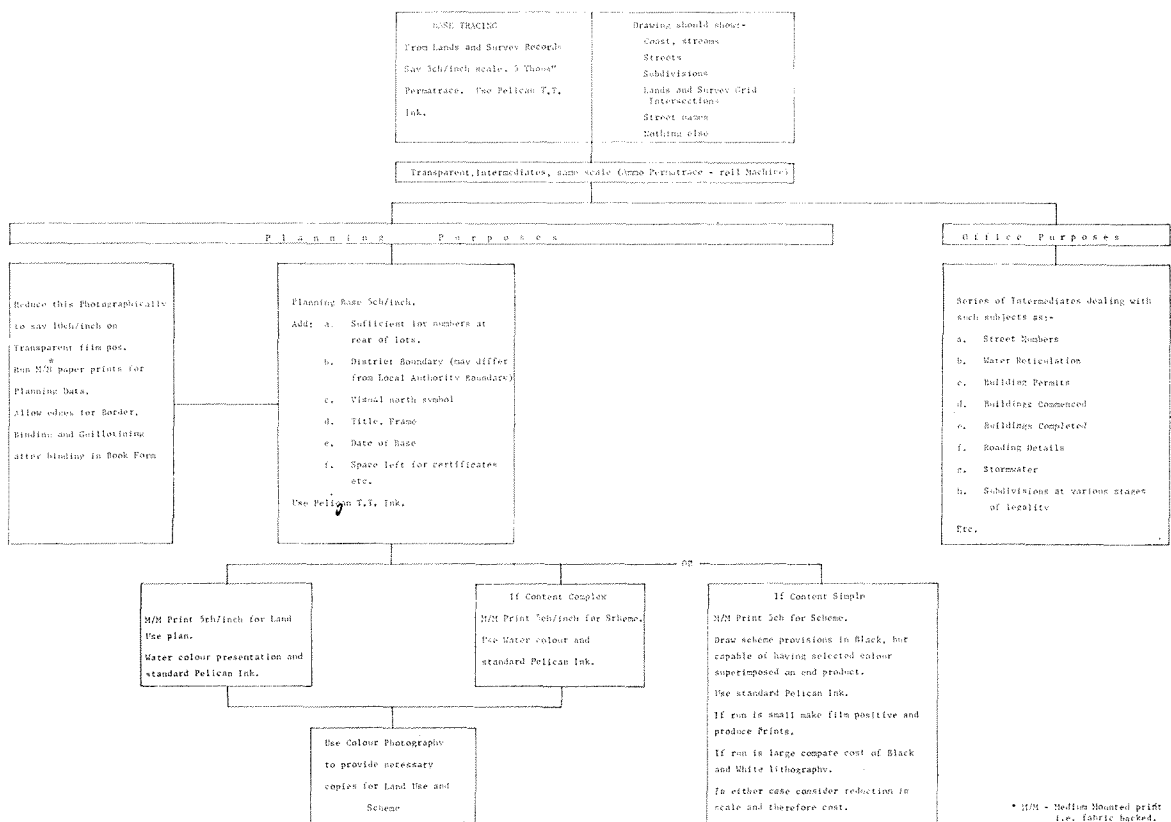 BASE TRACING
From Lands and Survey Records
Say 5ch/inch scale. 5 Thous"
Permatrace. Use Pelican T.T.
Ink.
Drawing should show:-
Coast, streams
Streets
Subdivisions
Lands and Survey Grid
Intersections
Street names
Nothing else
Transparent, Intermediates, same scale (Ammo Permatrace - roll Machine)
Planning Purposes
Office Purposes
Reduce this Photographically
to say 10ch/inch on
Transparent film pos.
*
Run M/M paper prints for
Planning Data.
Allow edges for Border,
Binding and Guillotining
after binding in Book Form
Planning Base 5ch/inch.
Add: a. Sufficient lot numbers at
rear of lots.
b. District Boundary (may differ
from Local Authority Boundary)
c. Visual north symbol
d. Title, Frame
e. Date of Base
f. Space left for certificates
etc.
Use Pelican T.T. Ink.
Series of Intermediates dealing with
such subjects as:-
a. Street Numbers
b. Water Reticulation
c. Building Permits
d. Buildings Commenced
e. Buildings Completed
f. Roading Details
g. Stormwater
h. Subdivisions at various stages
of legality
Etc.
OR
M/M Print 5ch/inch for Land
Use plan.
Water colour presentation and
standard Pelican Ink.
If Content Complex
M/M Print 5ch/inch for Scheme.
Use Water colour and
standard Pelican Ink.
If Content Simple
M/M Print 5ch for Scheme.
Draw scheme provisions in Black, but
capable of having selected colour
superimposed on end product.
Use standard Pelican Ink.
If run is small make film positive and
produce Prints.
If run is large compare cost of Black
and White lithography.
In either case consider reduction in
scale and therefore cost.
Use Colour Photography
to provide necessary
copies for Land Use and
Scheme
* M/M - Medium Mounted print
i.e. fabric backed.